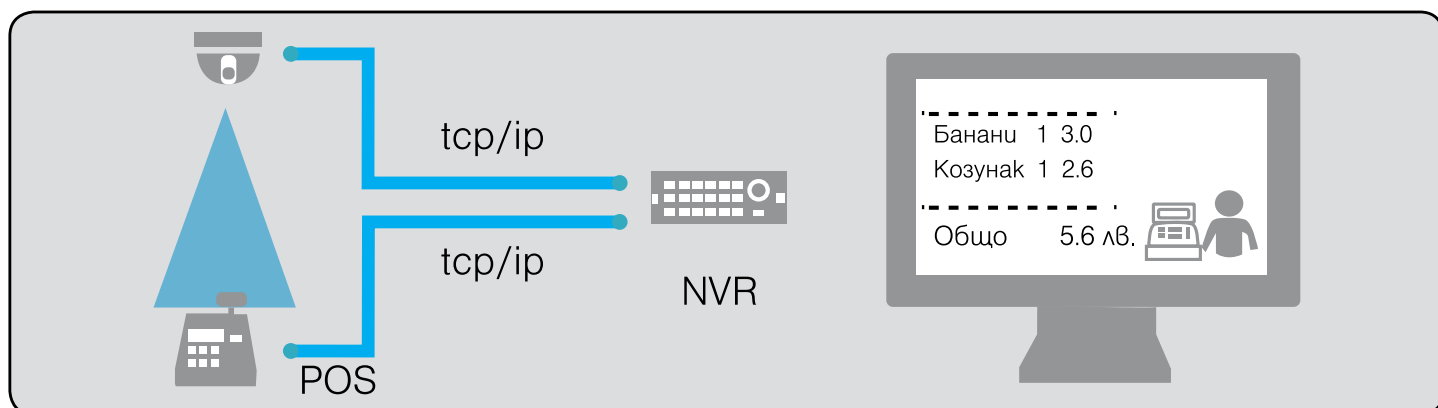 tcp/ip
tcp/ip
POS
NVR
Банани 1 3.0
Козунак 1 2.6
Общо 5.6 лв.